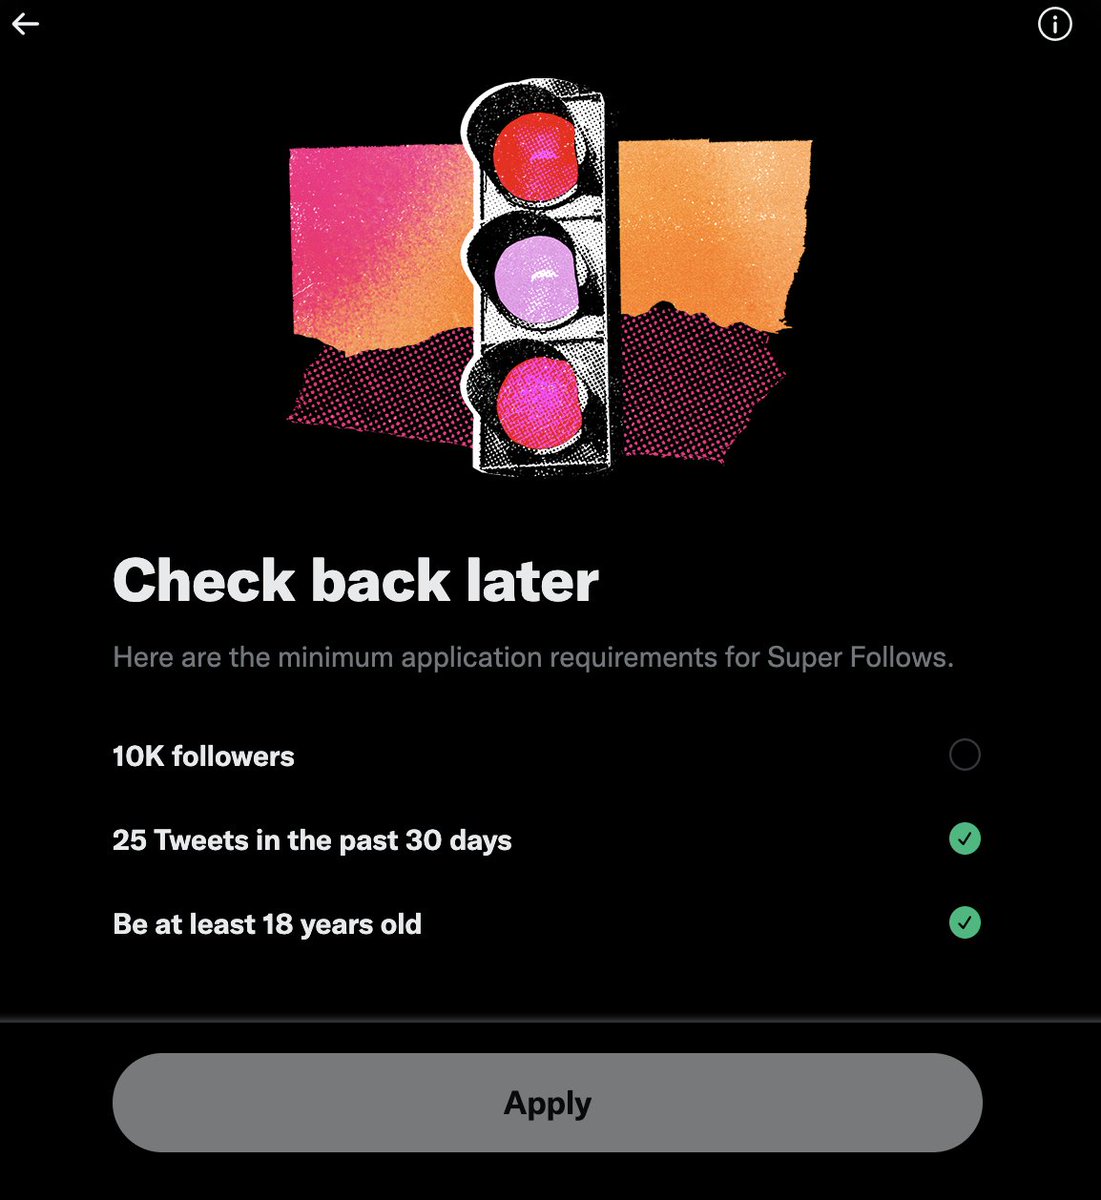 Check back later
Here are the minimum application requirements for Super Follows.
10K followers
25 Tweets in the past 30 days
Be at least 18 years old
Apply